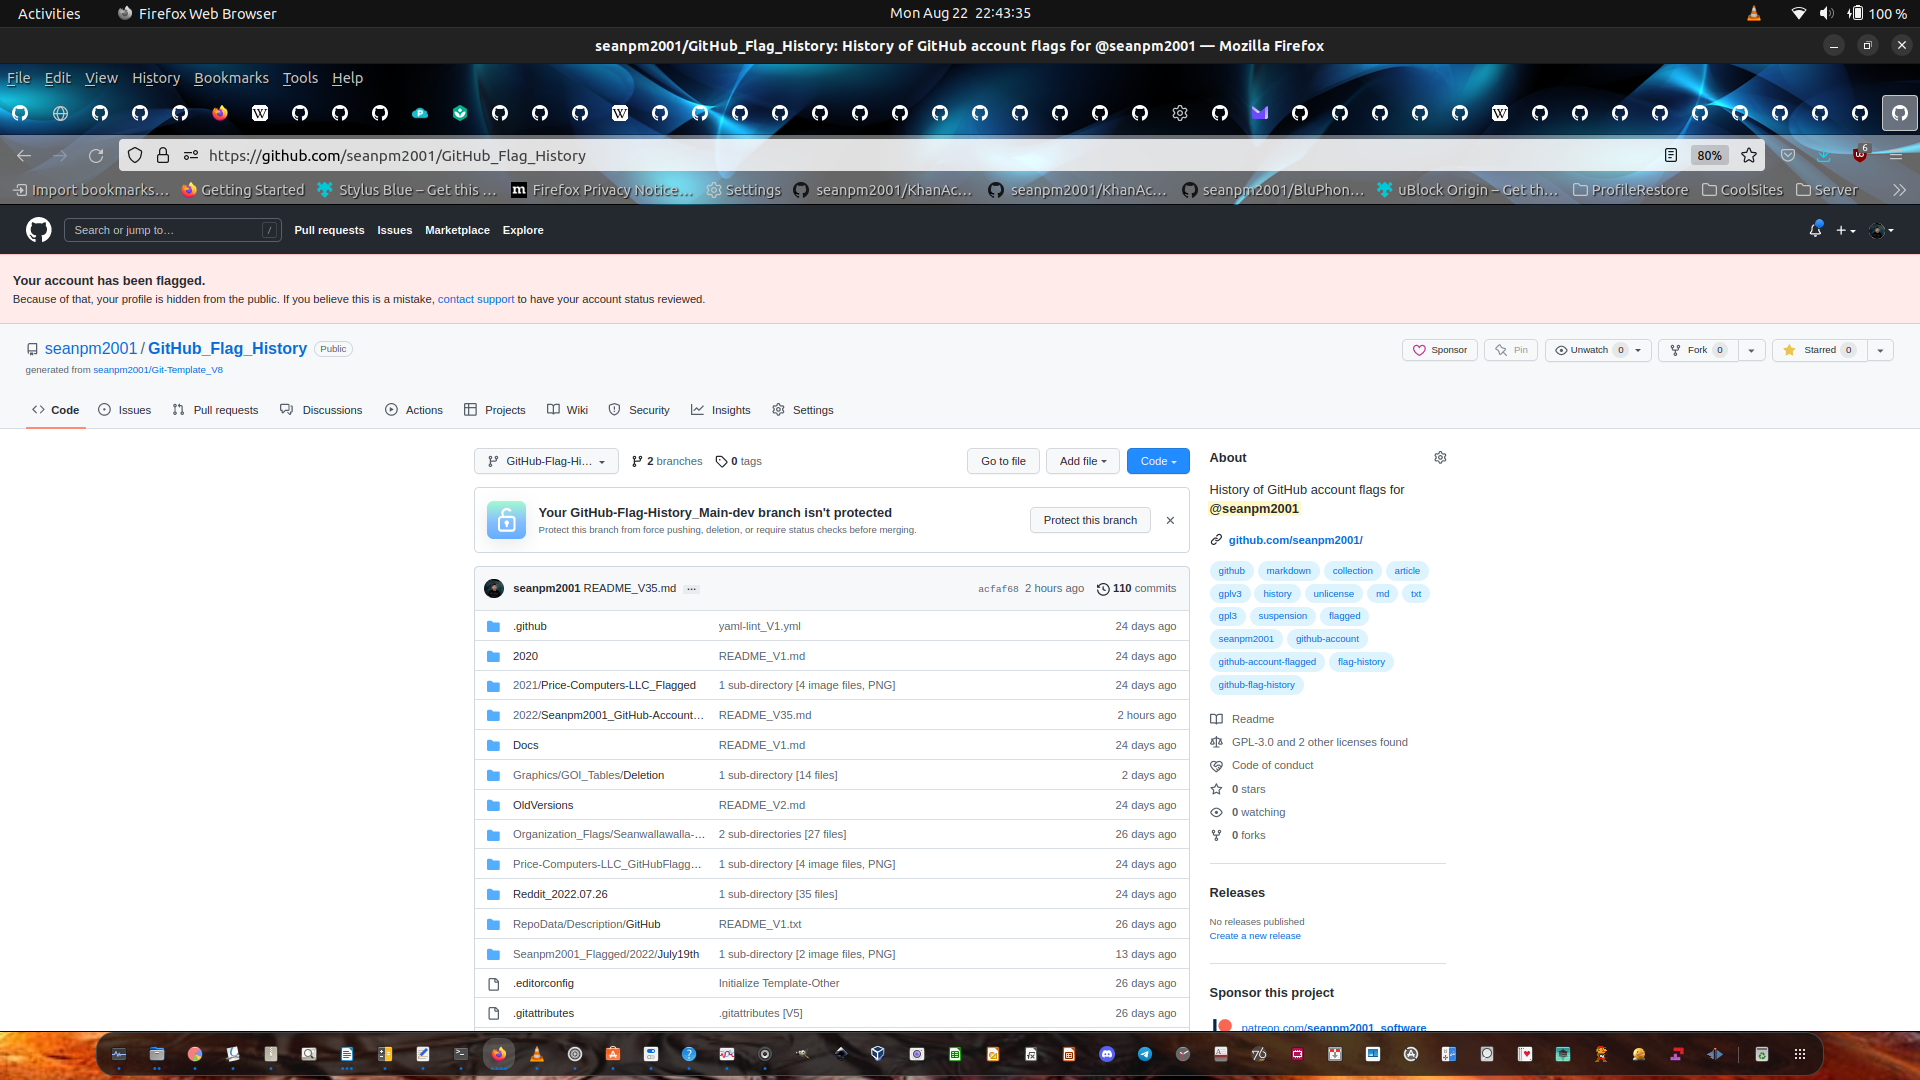 Activities Firefox Web Browser Mon Aug 22 22:43:35 100 %
seanpm2001/GitHub_Flag_History: History of GitHub account flags for @seanpm2001 — Mozilla Firefox
File Edit View History Bookmarks Tools Help
https://github.com/seanpm2001/GitHub_Flag_History 80% 6
Import bookmarks… Getting Started Stylus Blue – Get this … Firefox Privacy Notice… Settings seanpm2001/KhanAc… seanpm2001/KhanAc… seanpm2001/BluPhon… uBlock Origin – Get th… ProfileRestore CoolSites Server
Search or jump to… / Pull requests Issues Marketplace Explore
Your account has been flagged.
Because of that, your profile is hidden from the public. If you believe this is a mistake, contact support to have your account status reviewed.
seanpm2001 / GitHub_Flag_History Public Sponsor Pin Unwatch 0 Fork 0 Starred 0
generated from seanpm2001/Git-Template_V8
Code Issues Pull requests Discussions Actions Projects Wiki Security Insights Settings
GitHub-Flag-Hi… 2 branches 0 tags Go to file Add file Code
Your GitHub-Flag-History_Main-dev branch isn't protected
Protect this branch from force pushing, deletion, or require status checks before merging.
Protect this branch
seanpm2001 README_V35.md … acfaf68 2 hours ago 110 commits
.github yaml-lint_V1.yml 24 days ago
2020 README_V1.md 24 days ago
2021/Price-Computers-LLC_Flagged 1 sub-directory [4 image files, PNG] 24 days ago
2022/Seanpm2001_GitHub-Account… README_V35.md 2 hours ago
Docs README_V1.md 24 days ago
Graphics/GOI_Tables/Deletion 1 sub-directory [14 files] 2 days ago
OldVersions README_V2.md 24 days ago
Organization_Flags/Seanwallawalla-… 2 sub-directories [27 files] 26 days ago
Price-Computers-LLC_GitHubFlagg… 1 sub-directory [4 image files, PNG] 24 days ago
Reddit_2022.07.26 1 sub-directory [35 files] 24 days ago
RepoData/Description/GitHub README_V1.txt 26 days ago
Seanpm2001_Flagged/2022/July19th 1 sub-directory [2 image files, PNG] 13 days ago
.editorconfig Initialize Template-Other 26 days ago
.gitattributes .gitattributes [V5] 26 days ago
About
History of GitHub account flags for
@seanpm2001
github.com/seanpm2001/
github markdown collection article
gplv3 history unlicense md txt
gpl3 suspension flagged
seanpm2001 github-account
github-account-flagged flag-history
github-flag-history
Readme
GPL-3.0 and 2 other licenses found
Code of conduct
0 stars
0 watching
0 forks
Releases
No releases published
Create a new release
Sponsor this project
patreon.com/seanpm2001_software